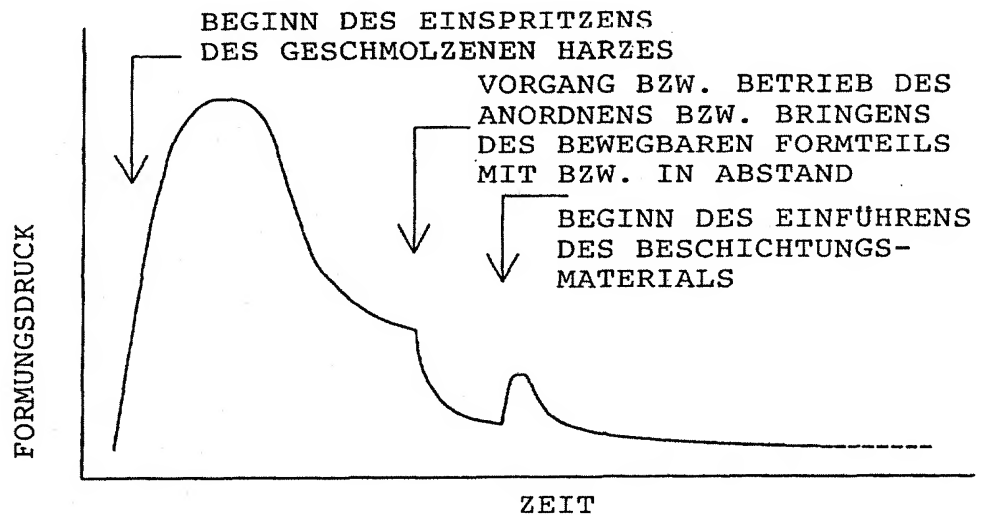 BEGINN DES EINSPRITZENS
DES GESCHMOLZENEN HARZES
VORGANG BZW. BETRIEB DES
ANORDNENS BZW. BRINGENS
DES BEWEGBAREN FORMTEILS
MIT BZW. IN ABSTAND
BEGINN DES EINFÜHRENS
DES BESCHICHTUNGS-
MATERIALS
FORMUNGSDRUCK
ZEIT